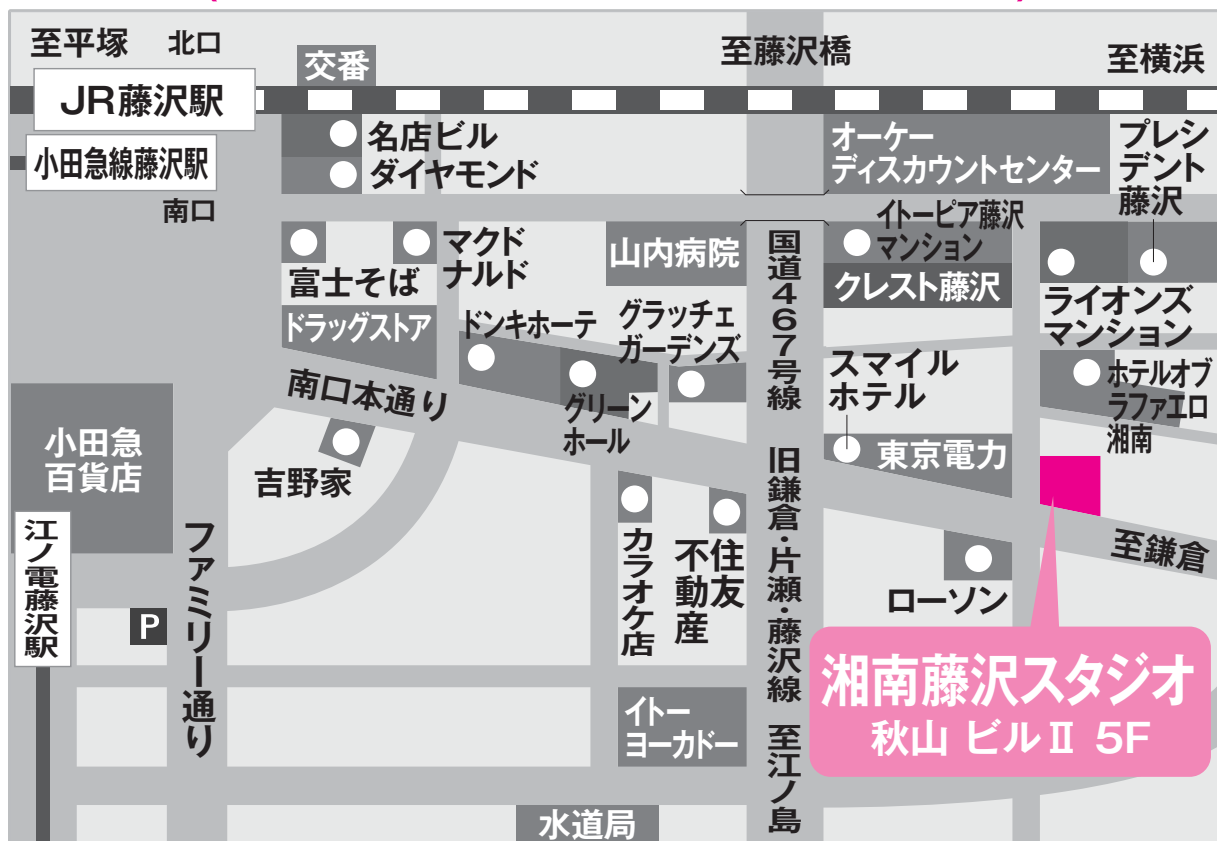 至平塚
北口
交番
至藤沢橋
至横浜
JR藤沢駅
小田急線藤沢駅
南口
名店ビル
ダイヤモンド
オーケー
ディスカウントセンター
プレシ
デント
藤沢
富士そば
マクド
ナルド
山内病院
イトーピア藤沢
マンション
クレスト藤沢
ライオンズ
マンション
ドラッグストア
ドンキホーテ
グラッチェ
ガーデンズ
国道467号線 旧鎌倉・片瀬・藤沢線 至江ノ島
スマイル
ホテル
ホテルオブ
ラファエロ
湘南
南口本通り
グリーン
ホール
東京電力
小田急
百貨店
吉野家
江ノ電藤沢駅
P
ファミリー通り
カラオケ店
住友
不動産
ローソン
至鎌倉
湘南藤沢スタジオ
秋山 ビルⅡ 5F
イトー
ヨーカドー
水道局